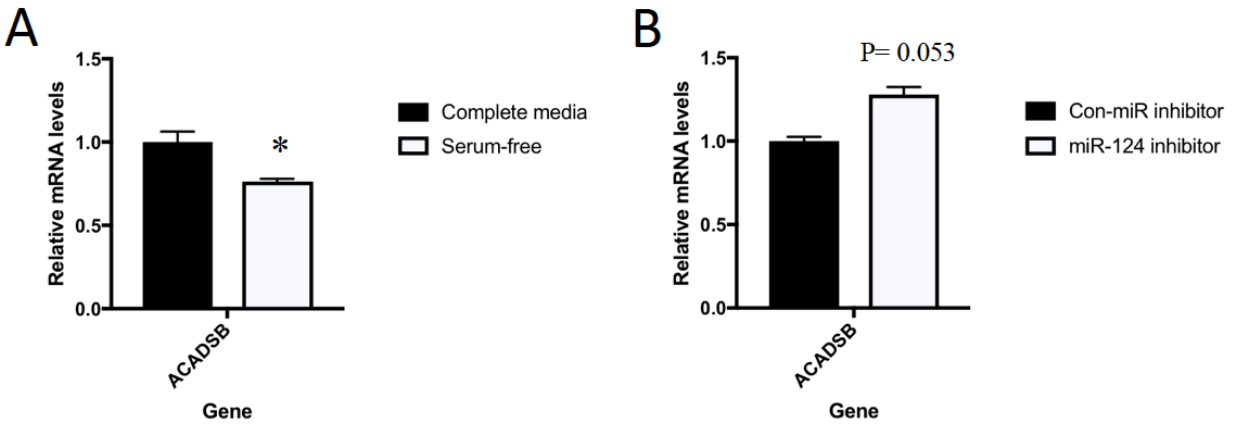 A
Relative mRNA levels
1.5
1.0
0.5
0.0
*
ACADSB
Gene
Complete media
Serum-free
B
Relative mRNA levels
1.5
1.0
0.5
0.0
P= 0.053
ACADSB
Gene
Con-miR inhibitor
miR-124 inhibitor